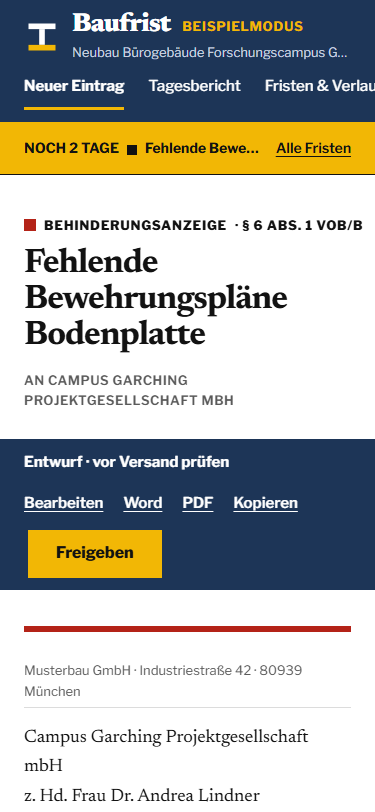 Baufrist BEISPIELMODUS
Neubau Bürogebäude Forschungscampus G...
Neuer Eintrag Tagesbericht Fristen & Verlau
NOCH 2 TAGE Fehlende Bewe... Alle Fristen
BEHINDERUNGSANZEIGE · § 6 ABS. 1 VOB/B
Fehlende
Bewehrungspläne
Bodenplatte
AN CAMPUS GARCHING
PROJEKTGESELLSCHAFT MBH
Entwurf · vor Versand prüfen
Bearbeiten Word PDF Kopieren
Freigeben
Musterbau GmbH · Industriestraße 42 · 80939
München
Campus Garching Projektgesellschaft
mbH
z. Hd. Frau Dr. Andrea Lindner